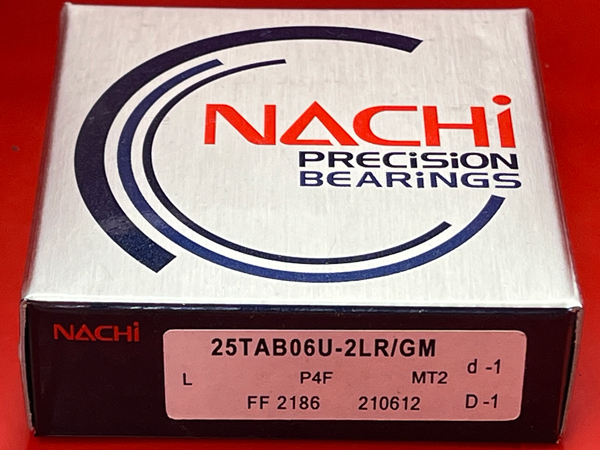 NACHi
PRECiSiON
BEARiNGS
NACHi
25TAB06U-2LR/GM
L P4F MT2 d -1
FF 2186 210612 D -1